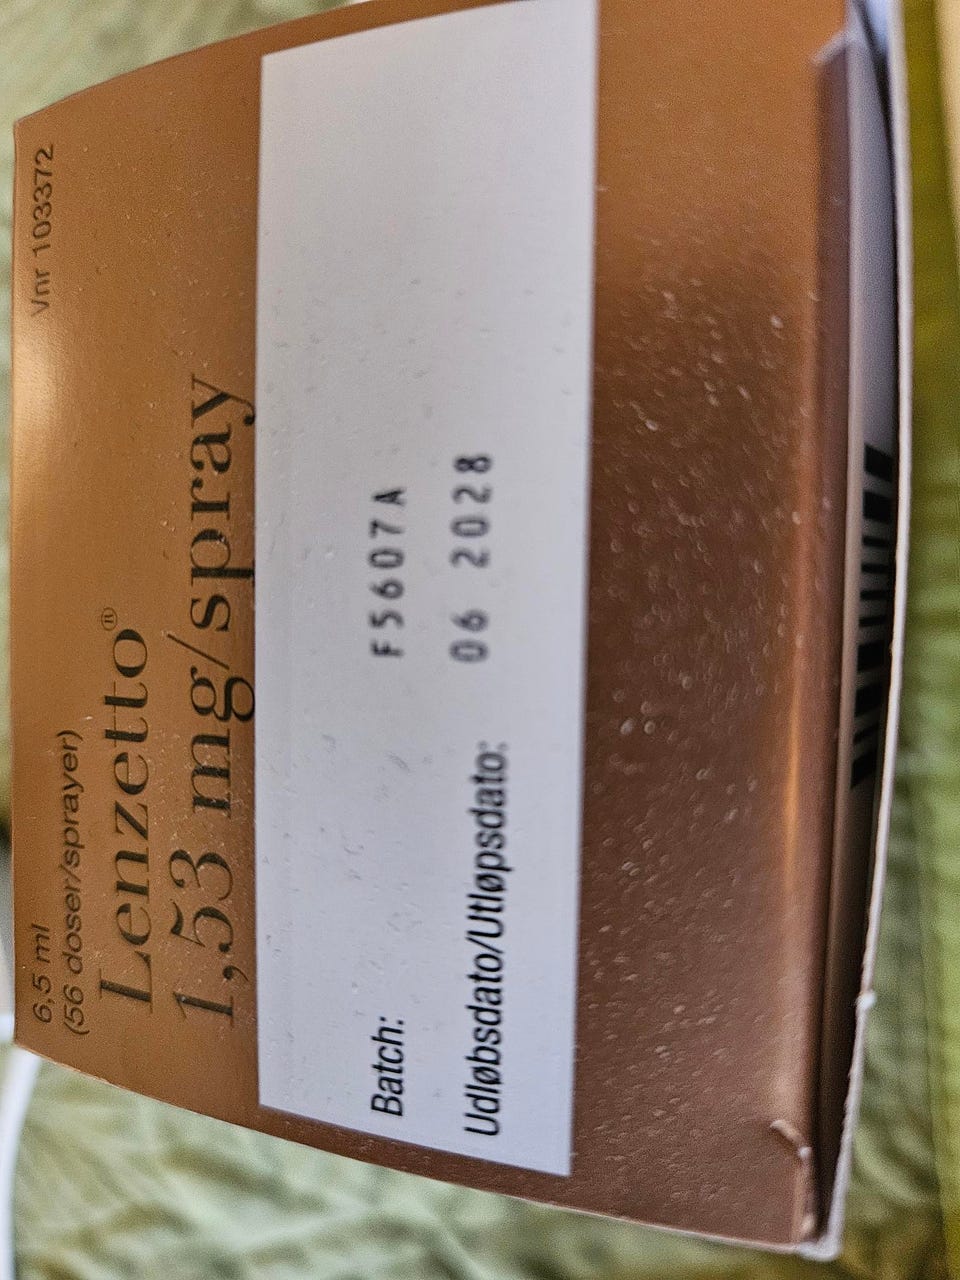 6,5 ml
(56 doser/sprayer)
Vnr 103372
Lenzetto®
1,53 mg/spray
Batch: F5607A
Udløbsdato/Utløpsdato: 06 2028